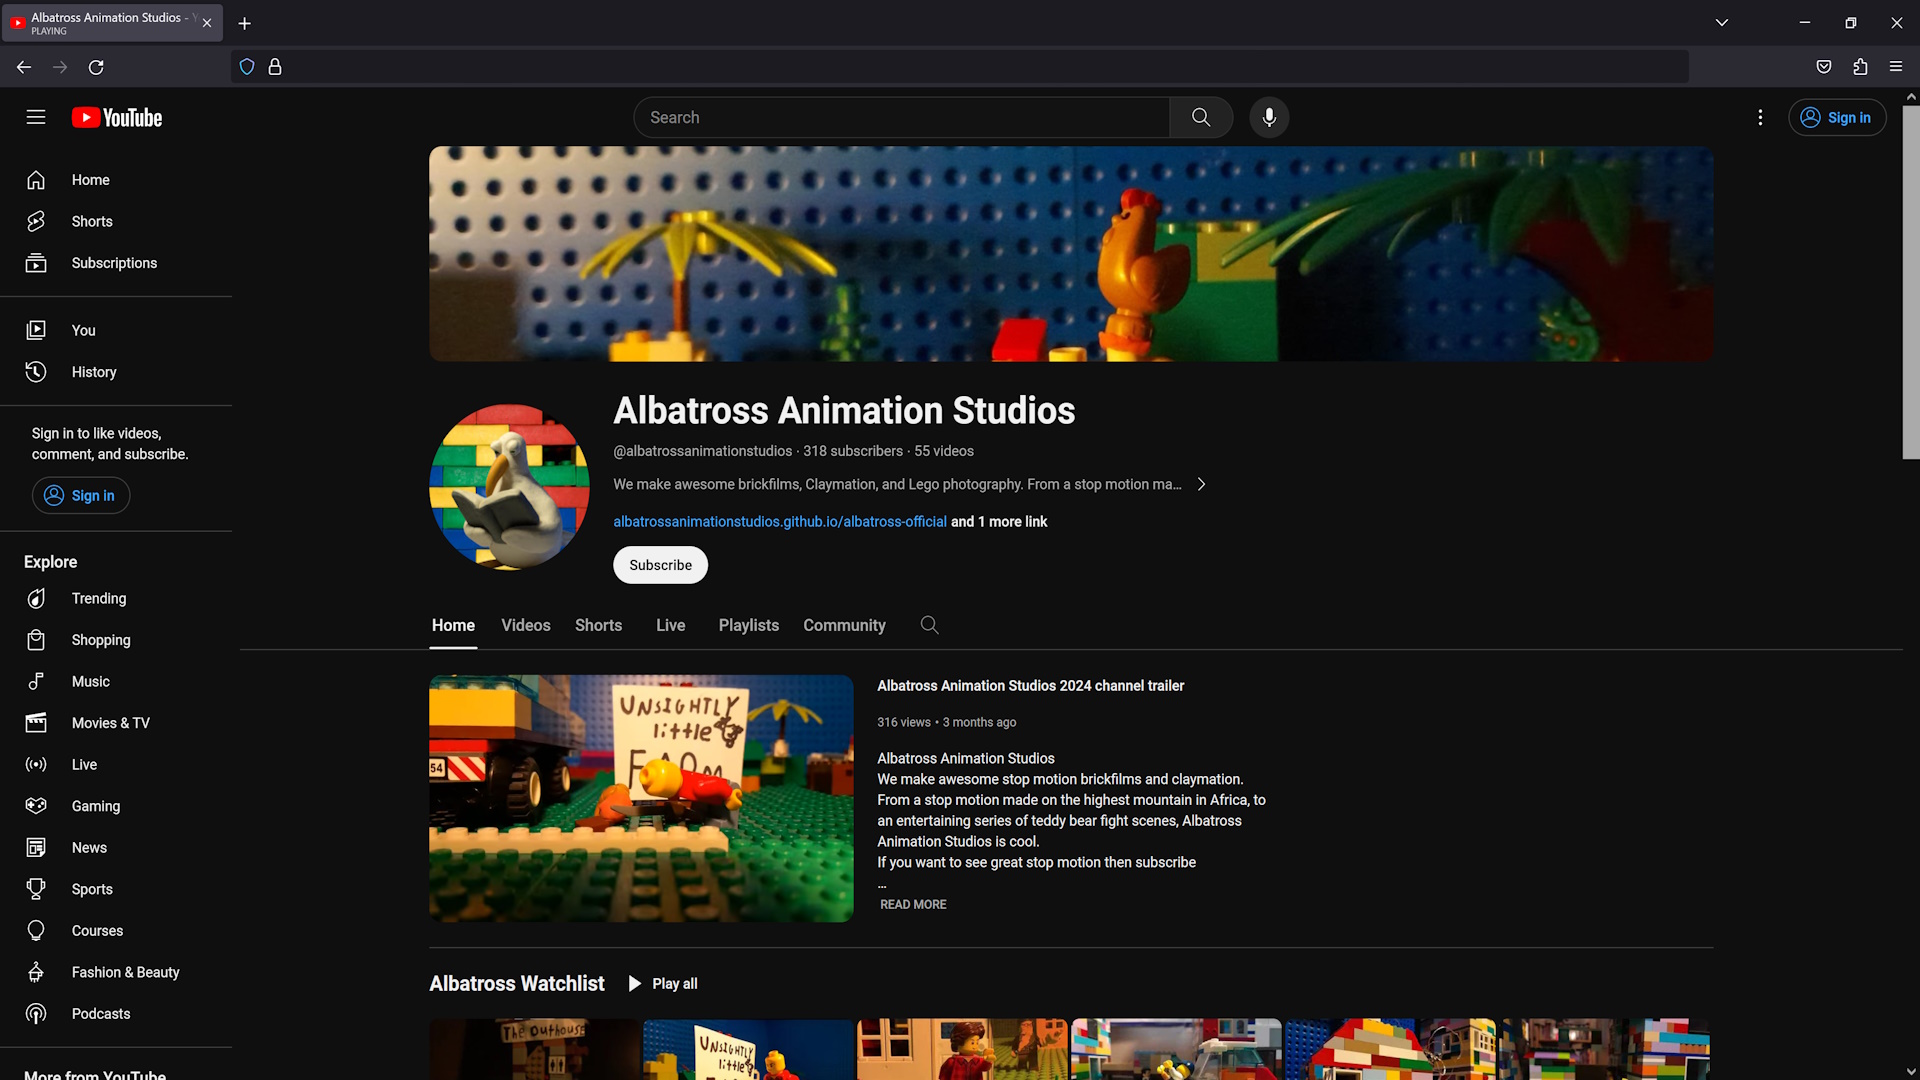 Albatross Animation Studios -
PLAYING
YouTube
Search
Sign in
Home
Shorts
Subscriptions
You
History
Sign in to like videos,
comment, and subscribe.
Sign in
Explore
Trending
Shopping
Music
Movies & TV
Live
Gaming
News
Sports
Courses
Fashion & Beauty
Podcasts
More from YouTube
Albatross Animation Studios
@albatrossanimationstudios · 318 subscribers · 55 videos
We make awesome brickfilms, Claymation, and Lego photography. From a stop motion ma...
albatrossanimationstudios.github.io/albatross-official and 1 more link
Subscribe
Home Videos Shorts Live Playlists Community
54
UNSIGHTLY
little
FARM
Albatross Animation Studios 2024 channel trailer
316 views • 3 months ago
Albatross Animation Studios
We make awesome stop motion brickfilms and claymation.
From a stop motion made on the highest mountain in Africa, to
an entertaining series of teddy bear fight scenes, Albatross
Animation Studios is cool.
If you want to see great stop motion then subscribe
...
READ MORE
Albatross Watchlist Play all
The Outhouse
UNSIGHTLY
little